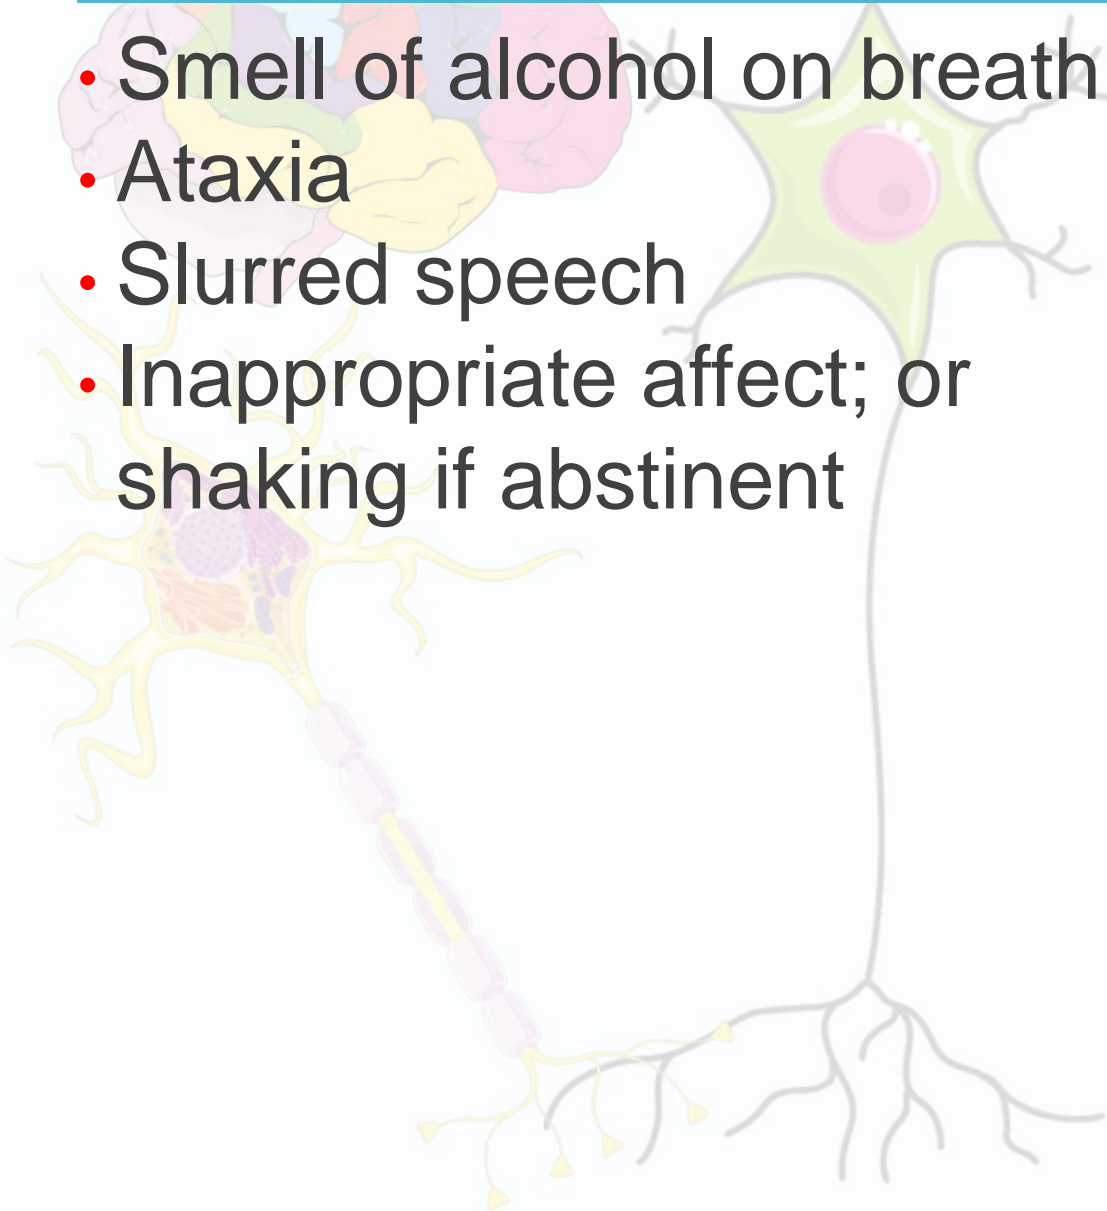 • Smell of alcohol on breath
• Ataxia
• Slurred speech
• Inappropriate affect; or
shaking if abstinent